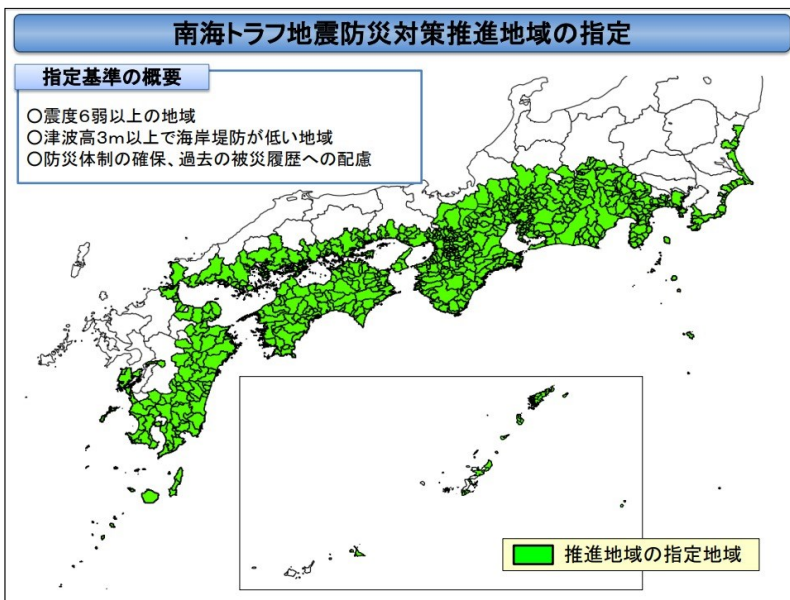 南海トラフ地震防災対策推進地域の指定
指定基準の概要
○震度6弱以上の地域
○津波高3m以上で海岸堤防が低い地域
○防災体制の確保、過去の被災履歴への配慮
推進地域の指定地域